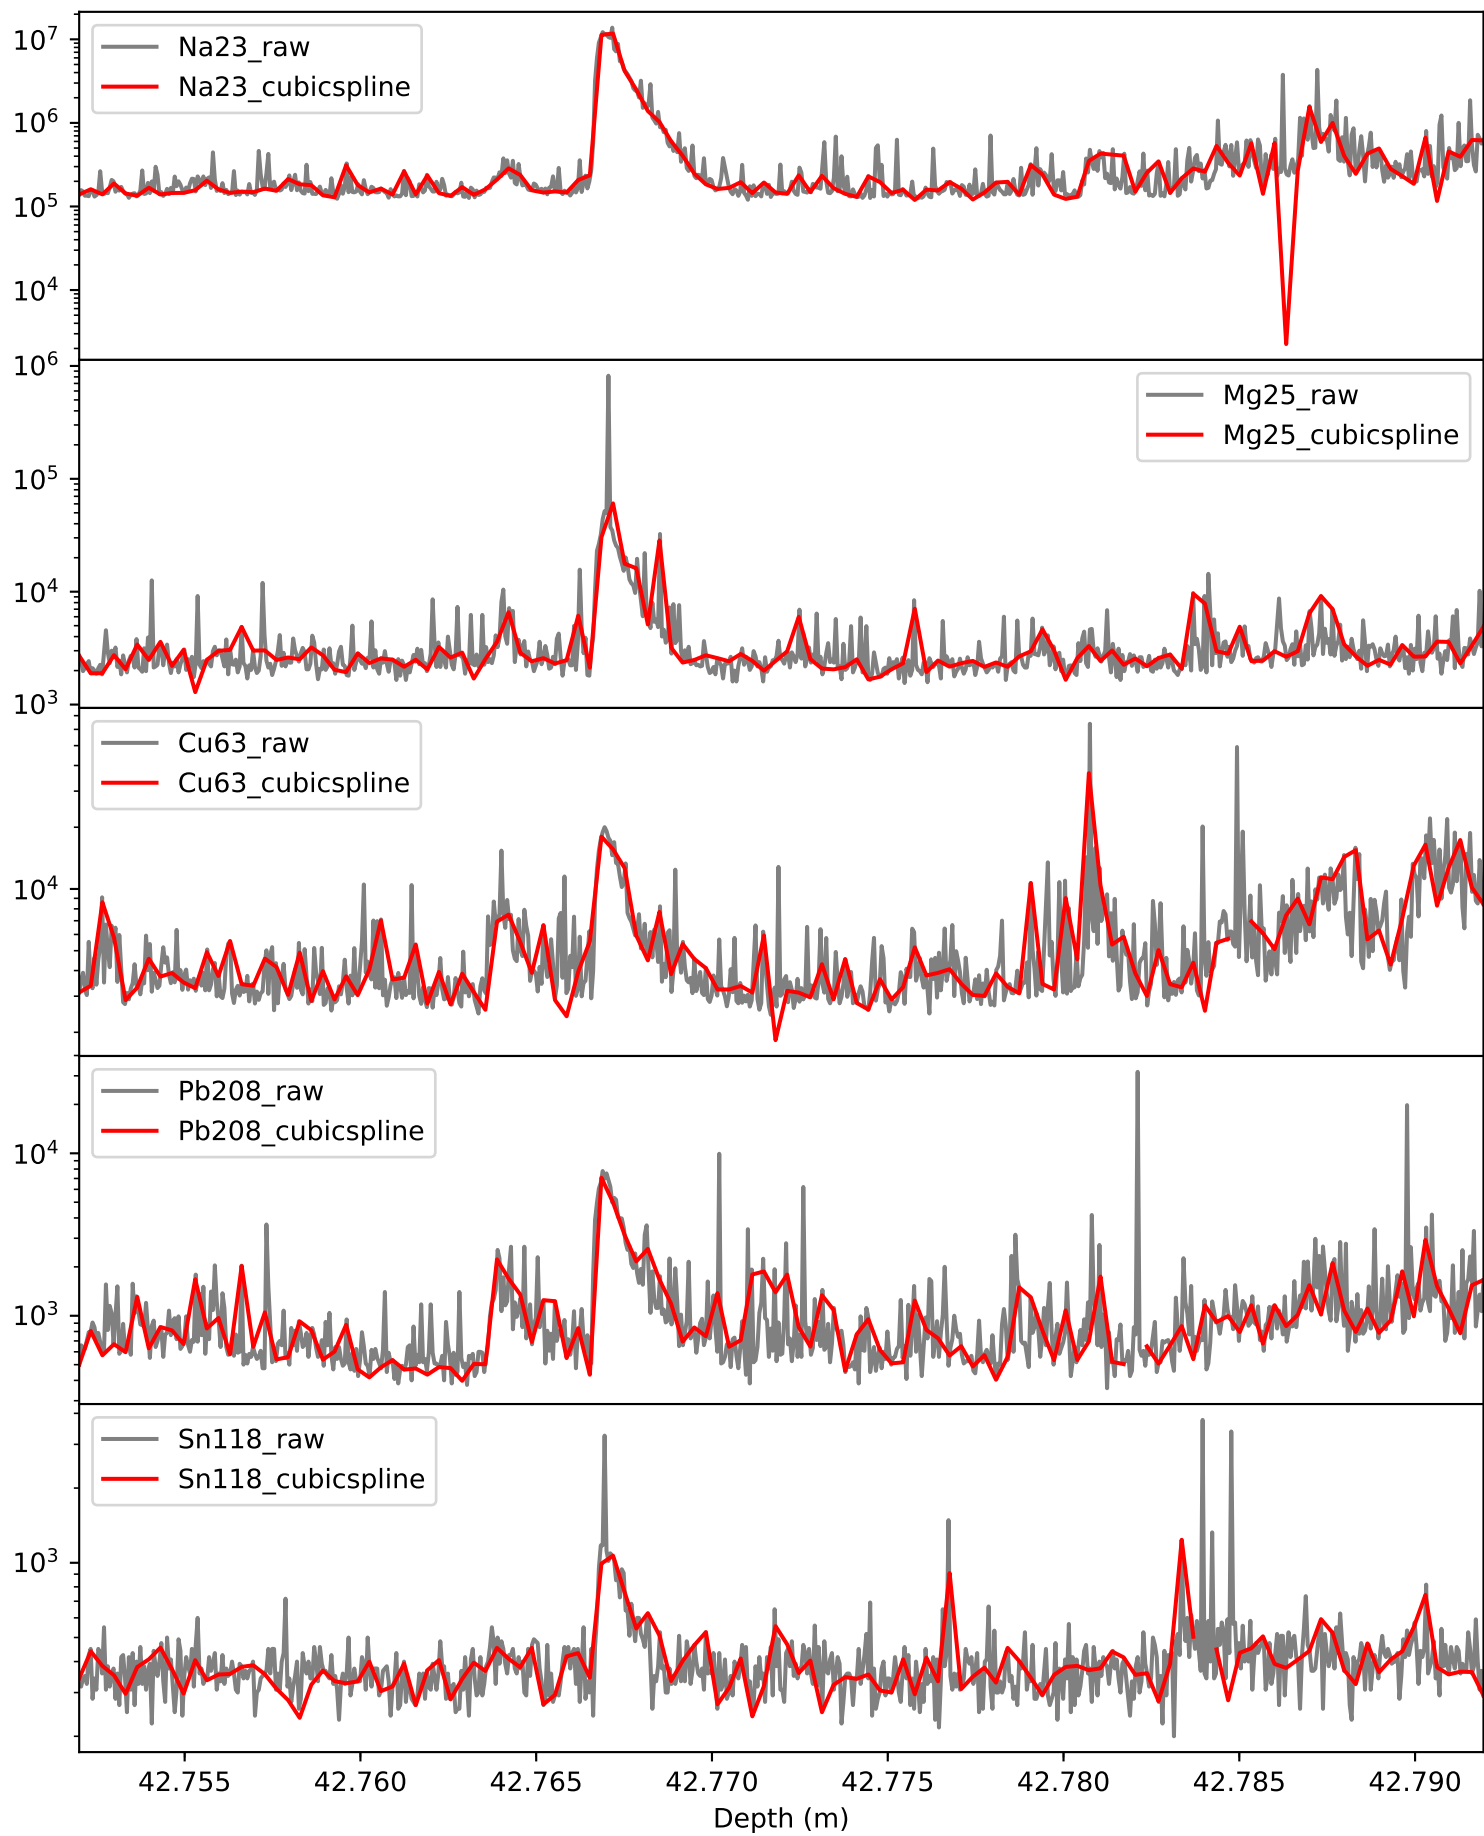 10⁷
10⁶
10⁵
10⁴
Na23_raw
Na23_cubicspline
10⁶
10⁵
10⁴
10³
Mg25_raw
Mg25_cubicspline
10⁴
Cu63_raw
Cu63_cubicspline
10⁴
10³
Pb208_raw
Pb208_cubicspline
10³
Sn118_raw
Sn118_cubicspline
42.755 42.760 42.765 42.770 42.775 42.780 42.785 42.790
Depth (m)